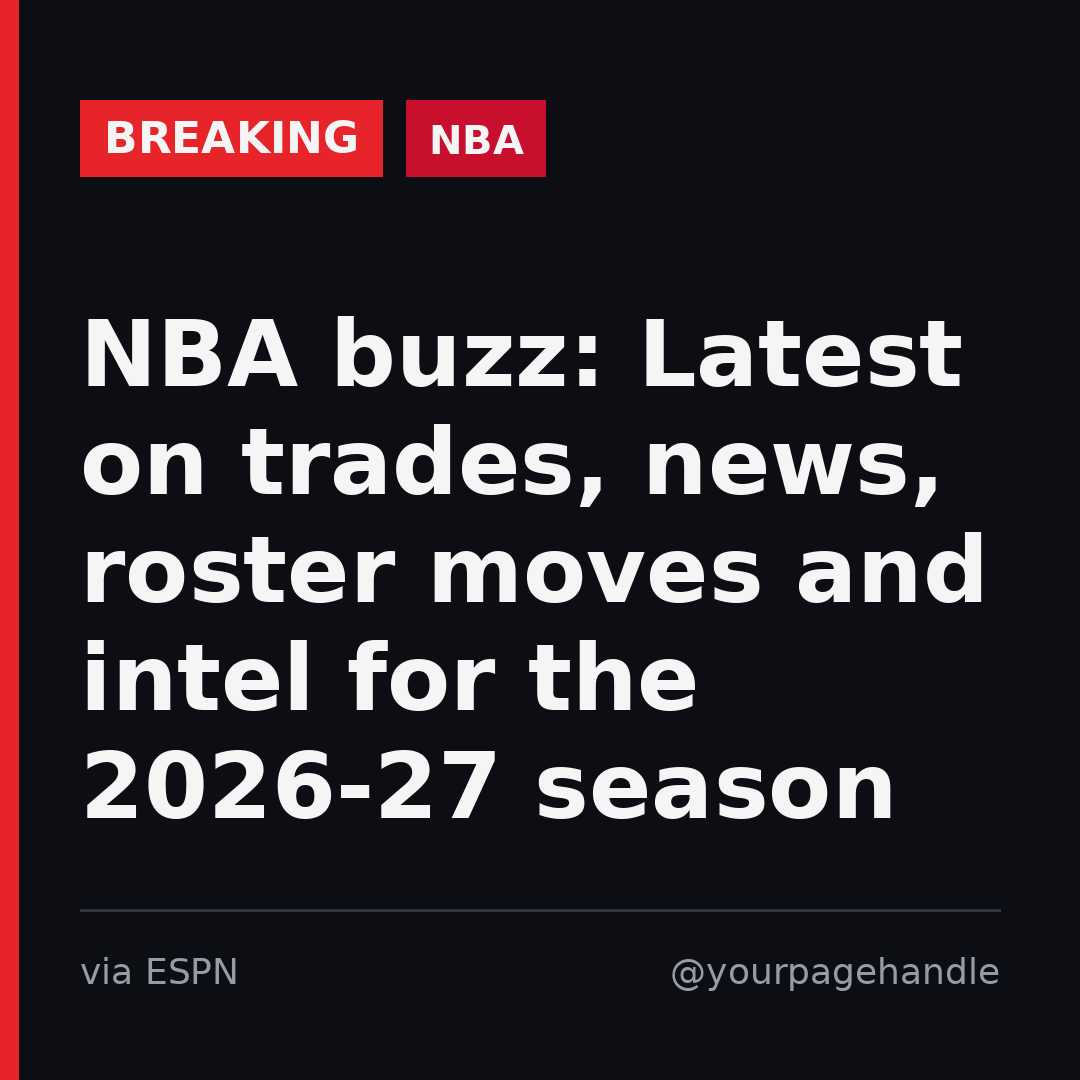 BREAKING NBA
NBA buzz: Latest
on trades, news,
roster moves and
intel for the
2026-27 season
via ESPN @yourpagehandle